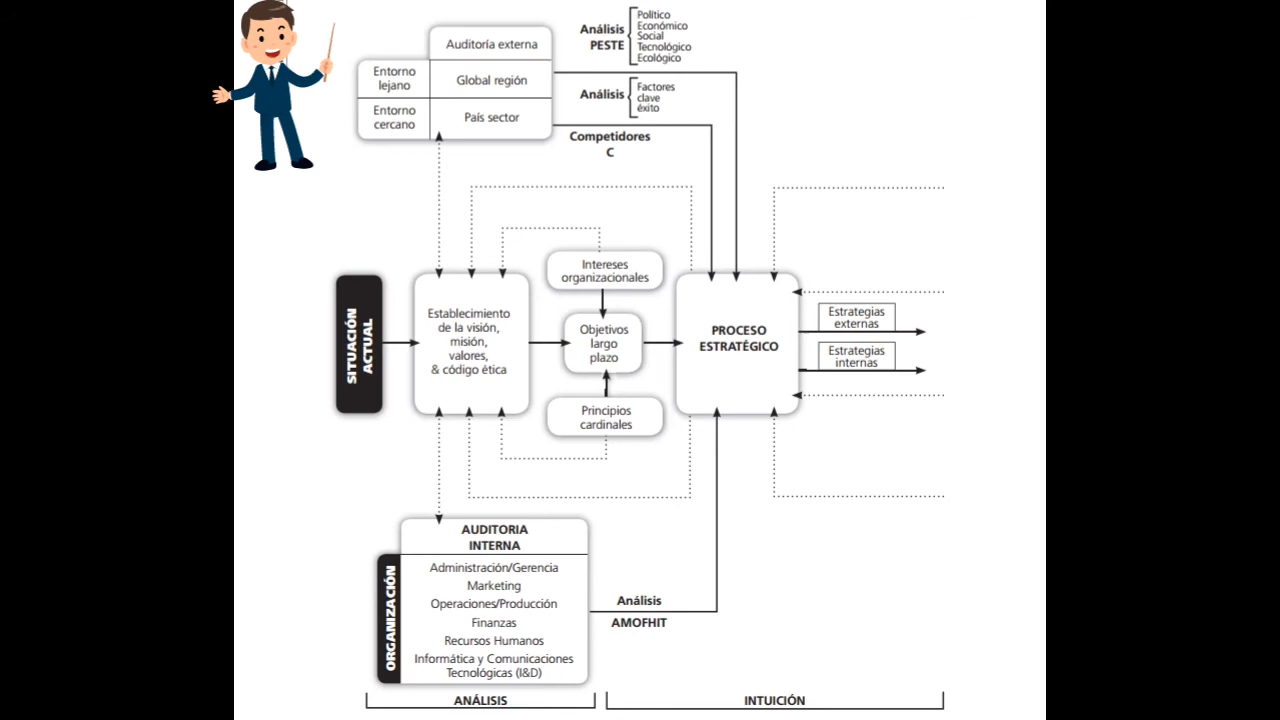 Auditoría externa
Entorno
lejano
Global región
Entorno
cercano
País sector
Análisis
PESTE
Político
Económico
Social
Tecnológico
Ecológico
Análisis
Factores
clave
éxito
Competidores
C
SITUACIÓN
ACTUAL
Establecimiento
de la visión,
misión,
valores,
& código ética
Intereses
organizacionales
Objetivos
largo
plazo
Principios
cardinales
PROCESO
ESTRATÉGICO
Estrategias
externas
Estrategias
internas
AUDITORIA
INTERNA
ORGANIZACIÓN
Administración/Gerencia
Marketing
Operaciones/Producción
Finanzas
Recursos Humanos
Informática y Comunicaciones
Tecnológicas (I&D)
Análisis
AMOFHIT
ANÁLISIS
INTUICIÓN